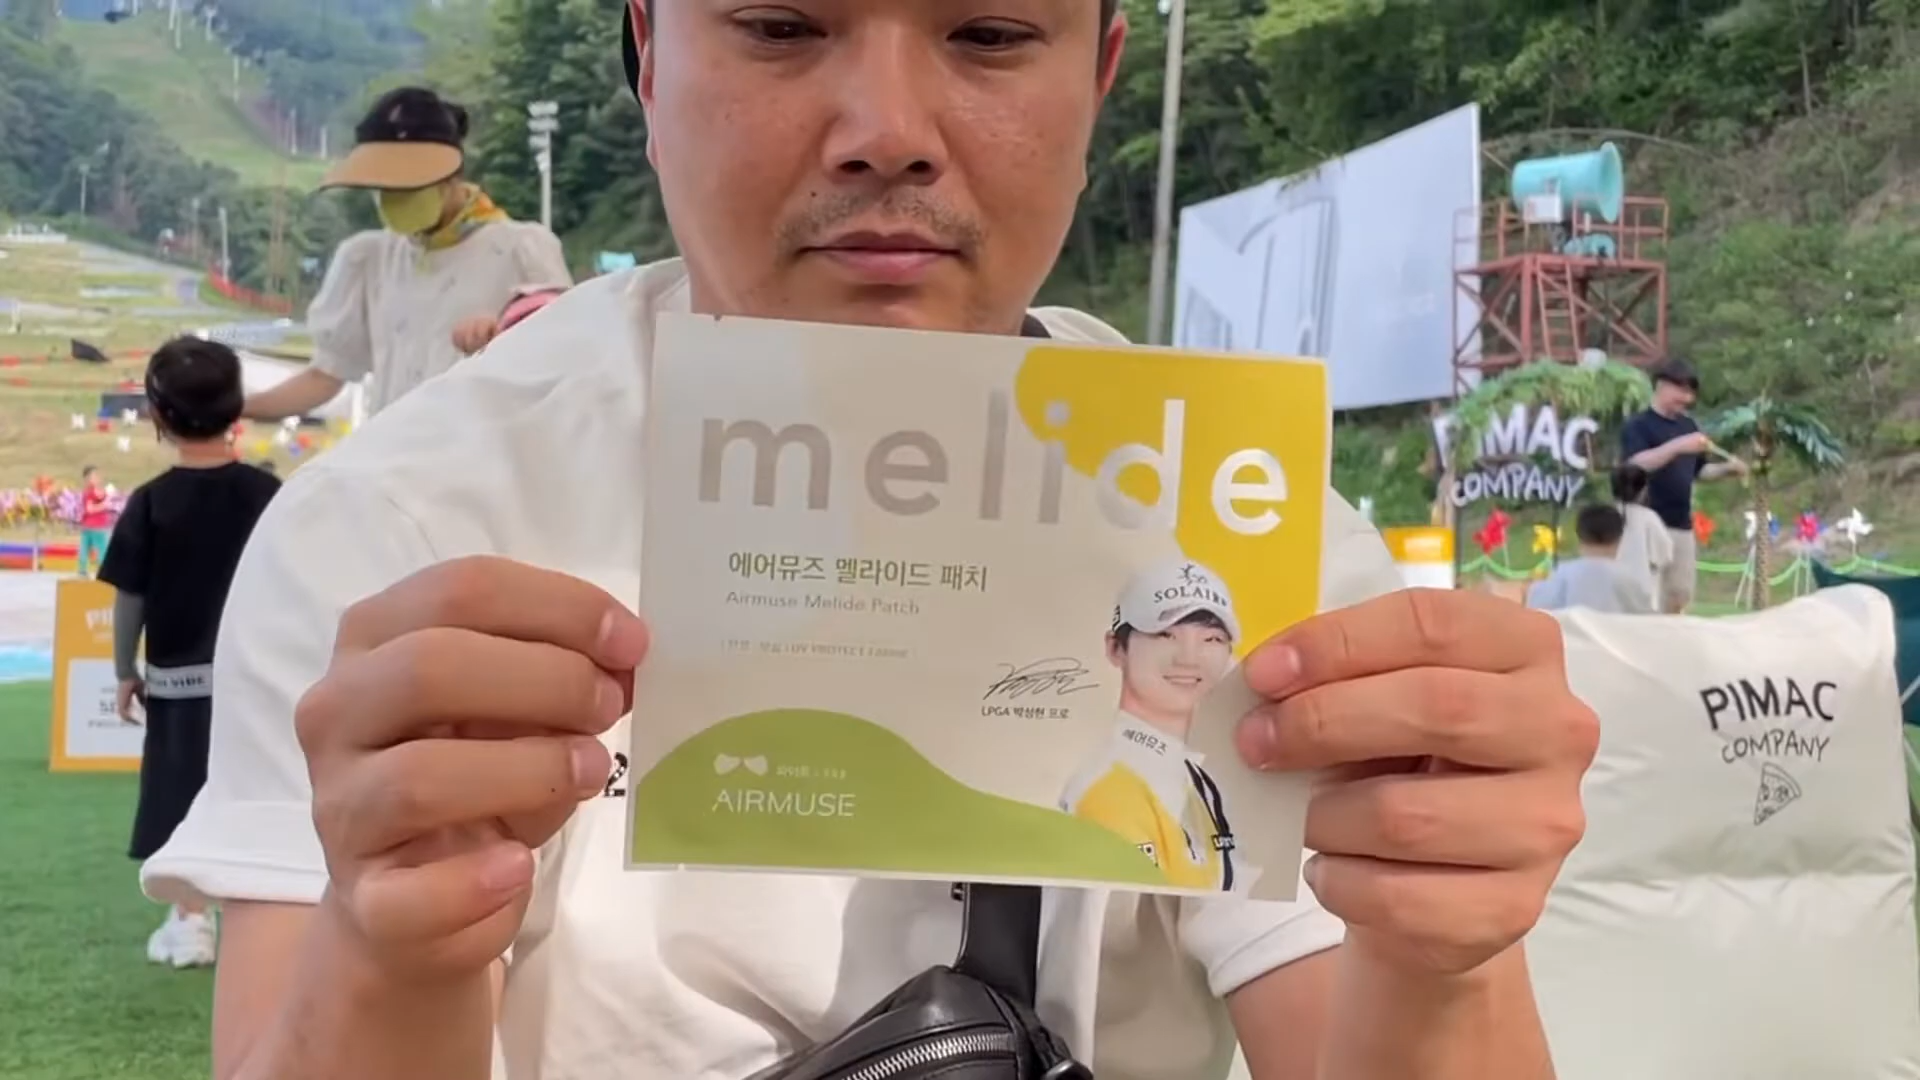 melide
에어뮤즈 멜라이드 패치
Airmuse Melide Patch
SOLAIRE
LPGA 박성현 프로
에어뮤즈
AIRMUSE
PIMAC
COMPANY
PIMAC
COMPANY